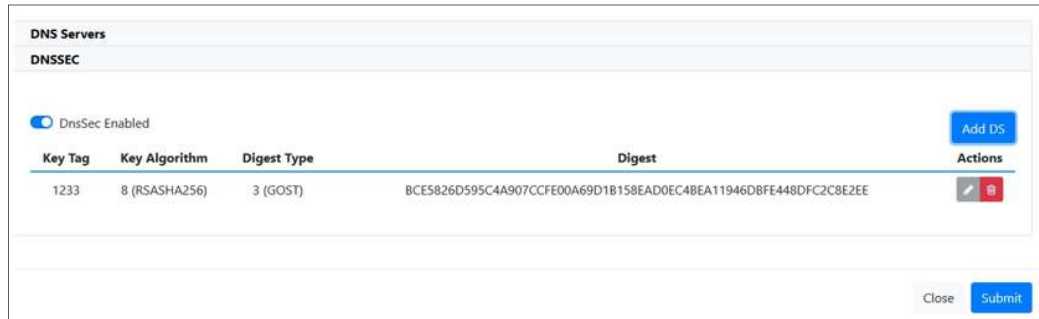 DNS Servers
DNSSEC
DnsSec Enabled
Add DS
Key Tag Key Algorithm Digest Type Digest Actions
1233 8 (RSASHA256) 3 (GOST) BCE5826D595C4A907CCFE00A69D1B158EAD0EC4BEA11946DBFE448DFC2C8E2EE
Close Submit